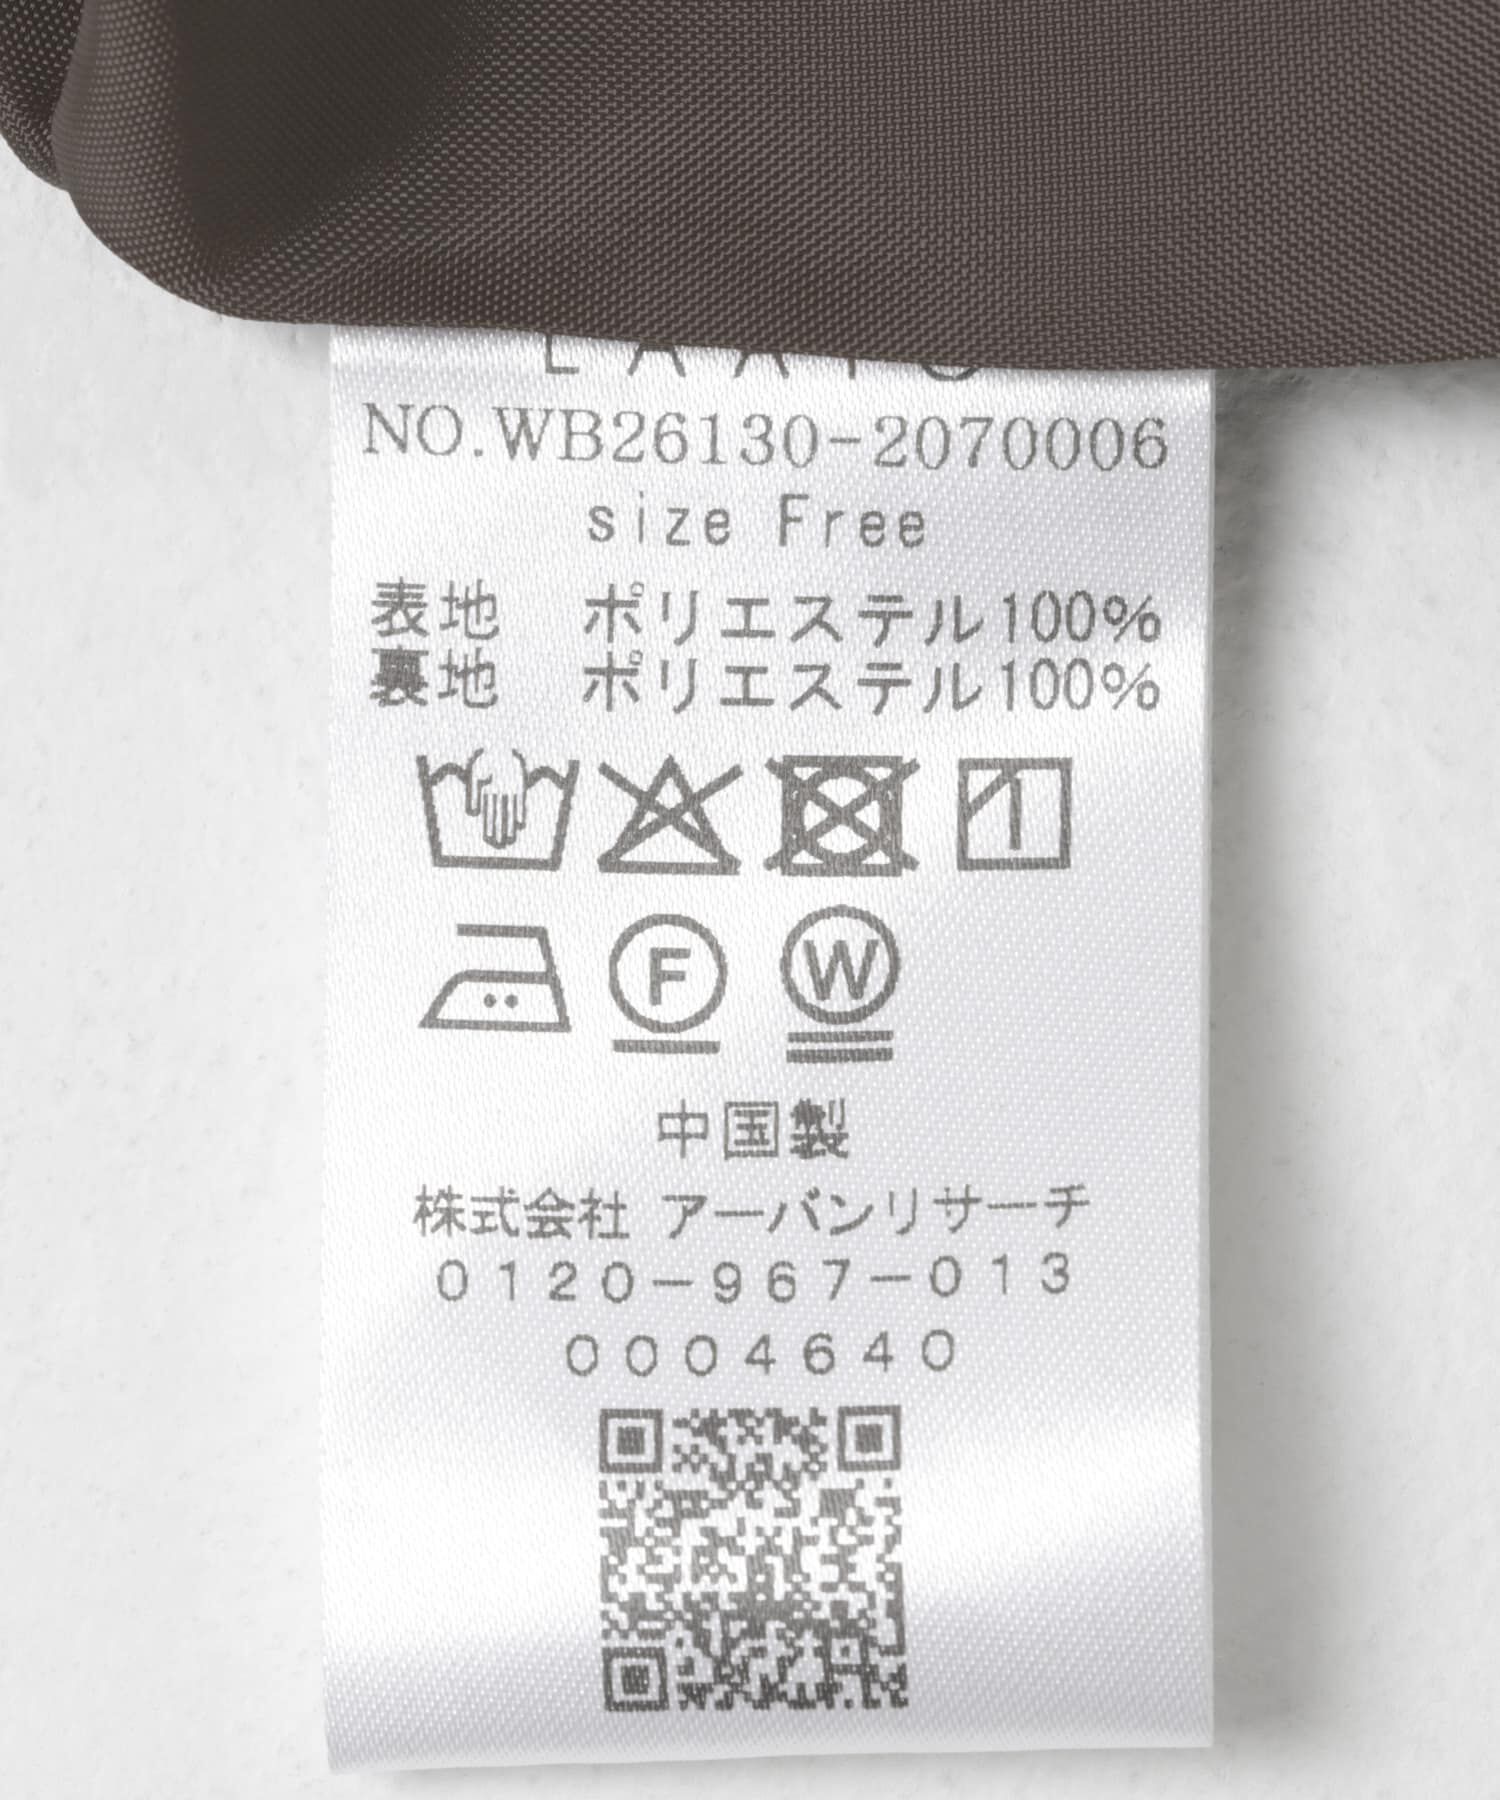 NO.WB26130-2070006
size Free
表地 ポリエステル100%
裏地 ポリエステル100%
F W
中国製
株式会社 アーバンリサーチ
0120-967-013
0004640